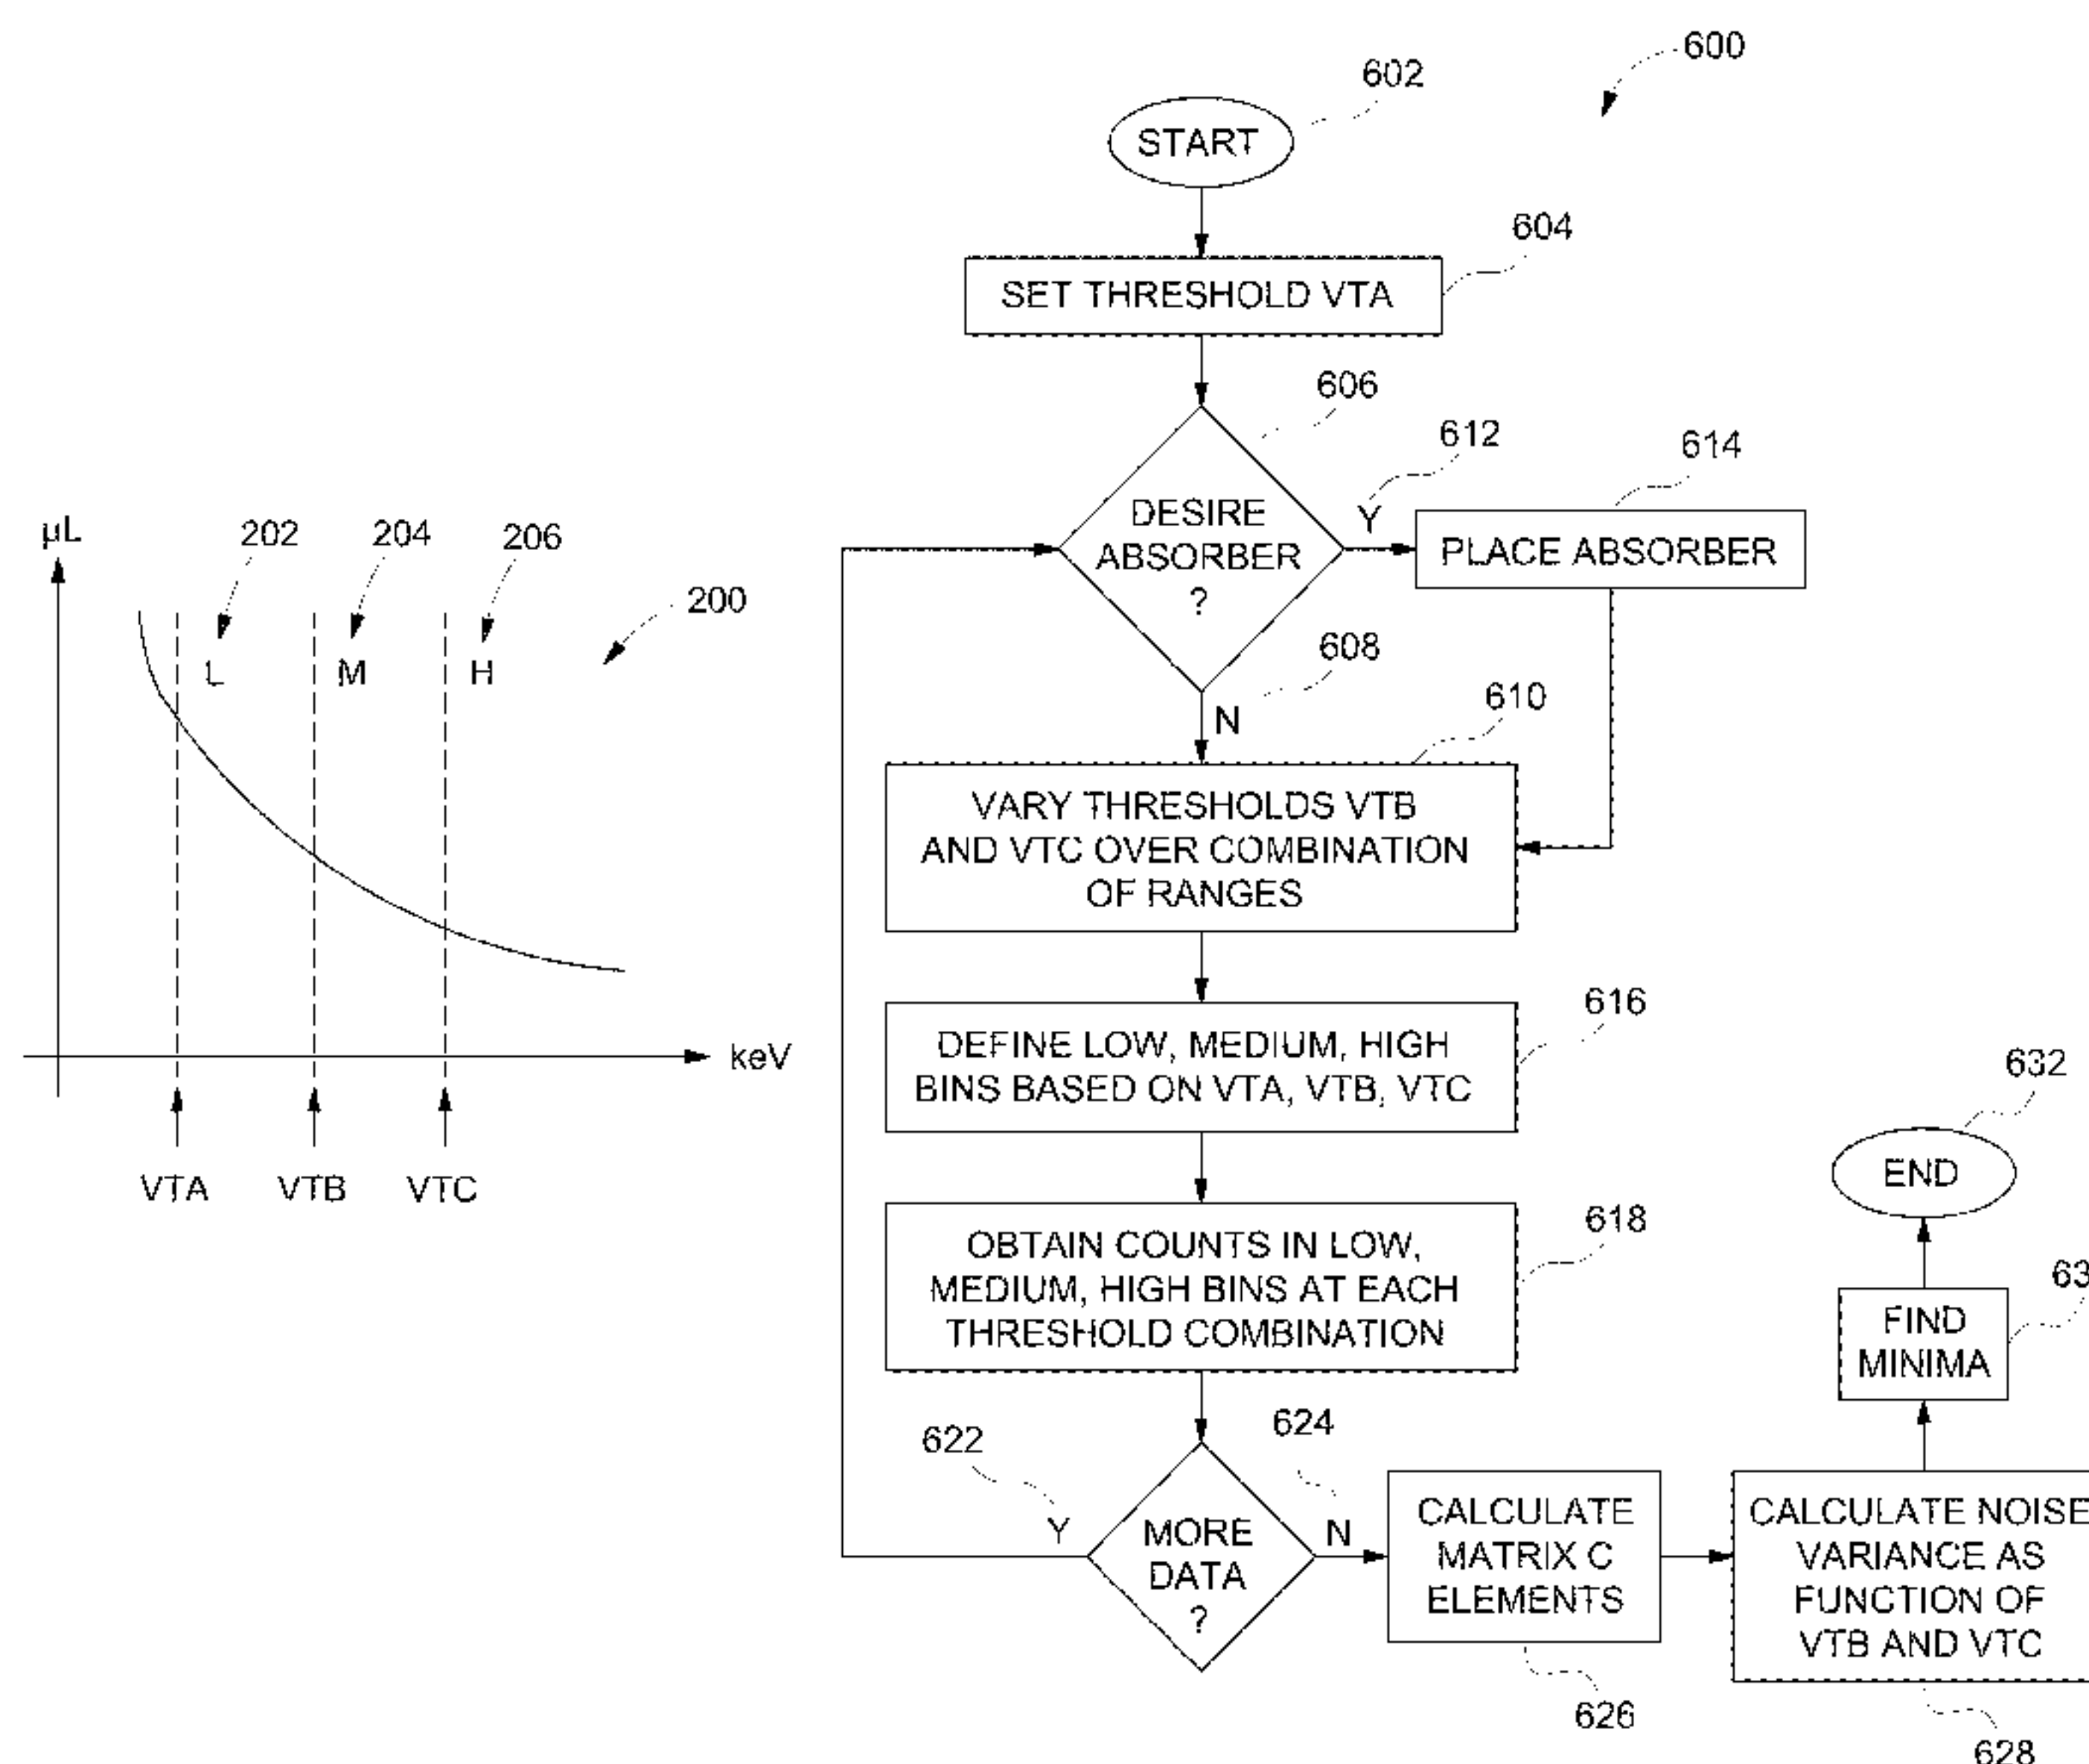 µL
202
204
206
200
L
M
H
keV
VTA
VTB
VTC
600
602
START
604
SET THRESHOLD VTA
606
612
614
DESIRE
ABSORBER
?
Y
PLACE ABSORBER
608
N
610
VARY THRESHOLDS VTB
AND VTC OVER COMBINATION
OF RANGES
616
DEFINE LOW, MEDIUM, HIGH
BINS BASED ON VTA, VTB, VTC
618
OBTAIN COUNTS IN LOW,
MEDIUM, HIGH BINS AT EACH
THRESHOLD COMBINATION
622
624
Y
MORE
DATA
?
N
CALCULATE
MATRIX C
ELEMENTS
626
CALCULATE NOISE
VARIANCE AS
FUNCTION OF
VTB AND VTC
628
FIND
MINIMA
632
END